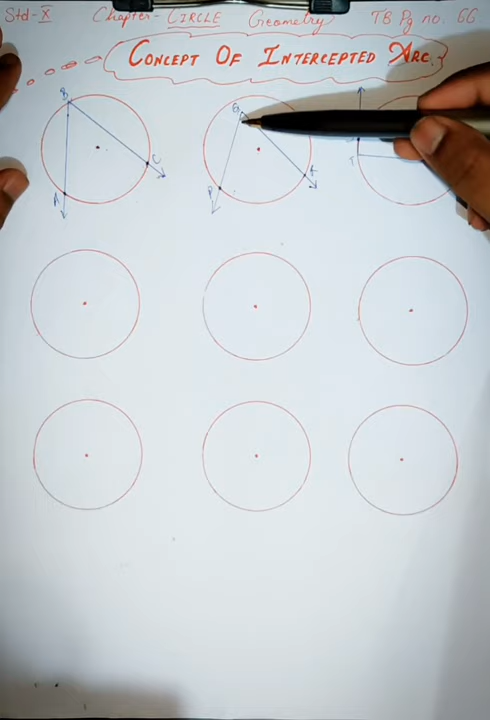 Std-X Chapter- CIRCLE Geometry TB Pg no. 66
CONCEPT OF INTERCEPTED ARC.
B
C
A
Q
R
P
T